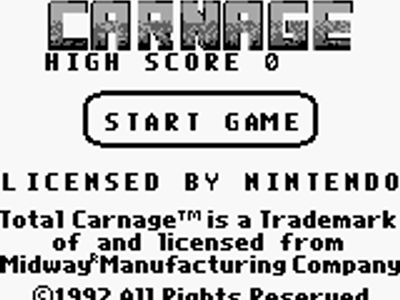 CARNAGE
HIGH SCORE 0
START GAME
LICENSED BY NINTENDO
Total Carnage™ is a Trademark
of and licensed from
Midway® Manufacturing Company
©1992 All Rights Reserved